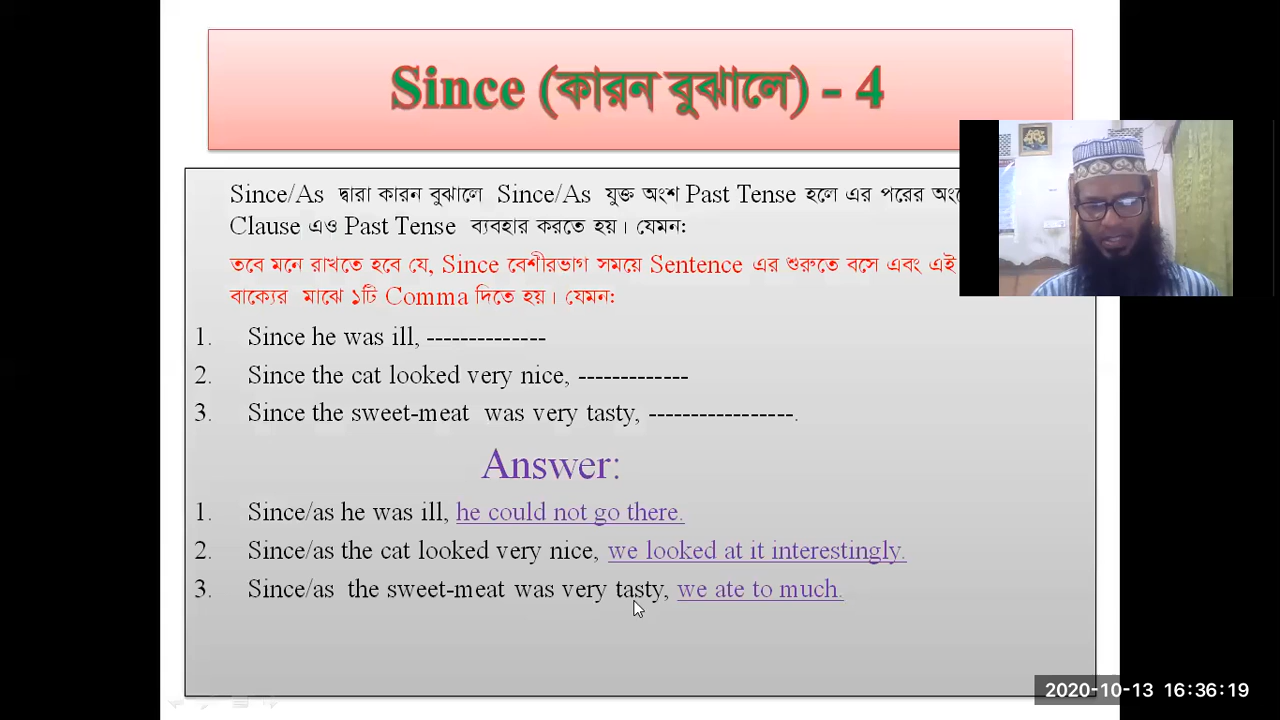 Since (কারন বুঝালে) - 4
Since/As দ্বারা কারন বুঝালে Since/As যুক্ত অংশ Past Tense হলে এর পরের
Clause এও Past Tense ব্যবহার করতে হয়। যেমন:
তবে মনে রাখতে হবে যে, Since বেশীরভাগ সময়ে Sentence এর শুরুতে বসে এবং এই
বাক্যের মাঝে ১টি Comma দিতে হয়। যেমন:
1. Since he was ill, --------------
2. Since the cat looked very nice, -------------
3. Since the sweet-meat was very tasty, -----------------.
Answer:
1. Since/as he was ill, he could not go there.
2. Since/as the cat looked very nice, we looked at it interestingly.
3. Since/as the sweet-meat was very tasty, we ate to much.
2020-10-13 16:36:19